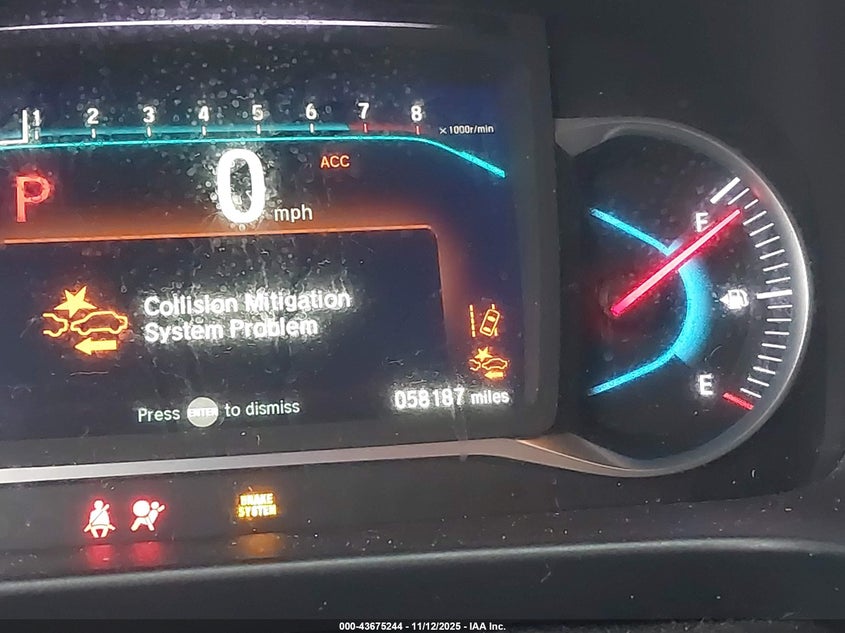 1 2 3 4 5 6 7 8 x 1000r/min
ACC
P
0 mph
F
Collision Mitigation
System Problem
E
Press ENTER to dismiss
058187 miles
BRAKE
SYSTEM
000-43675244 - 11/12/2025 - IAA Inc.